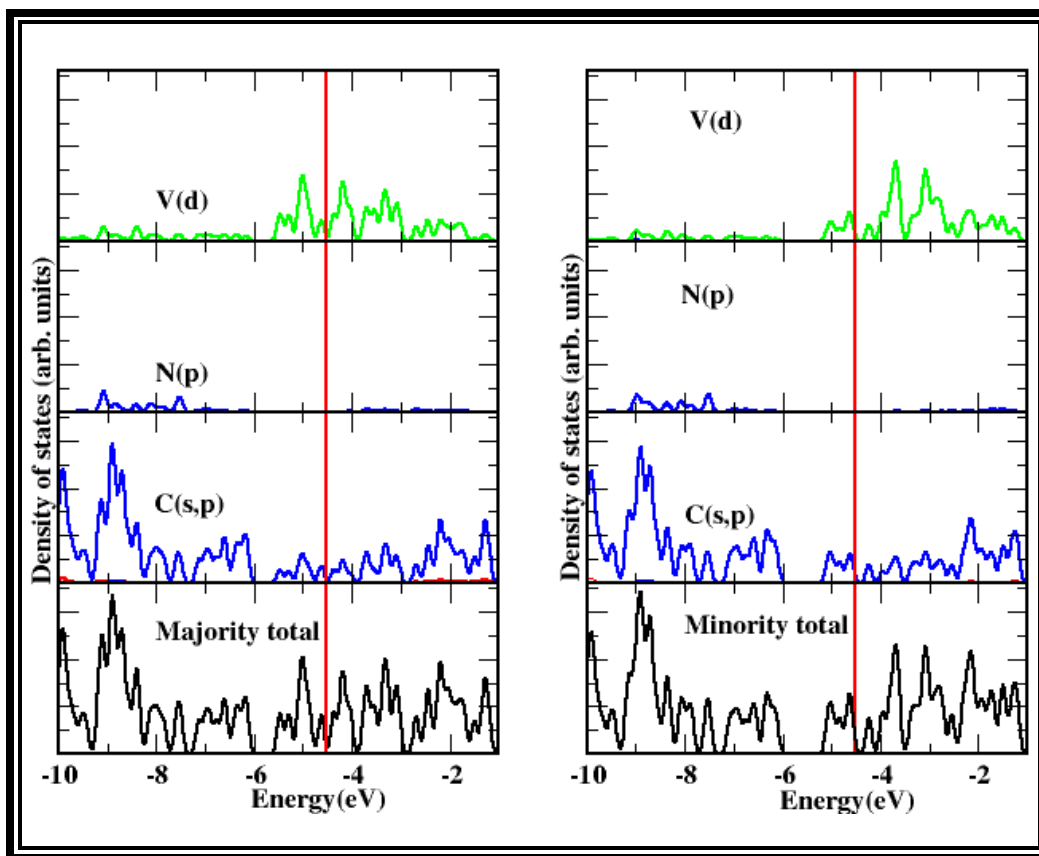 V(d)
N(p)
C(s,p)
Majority total
Density of states (arb. units)
-10 -8 -6 -4 -2
Energy(eV)
V(d)
N(p)
C(s,p)
Minority total
Density of states (arb. units)
-10 -8 -6 -4 -2
Energy(eV)